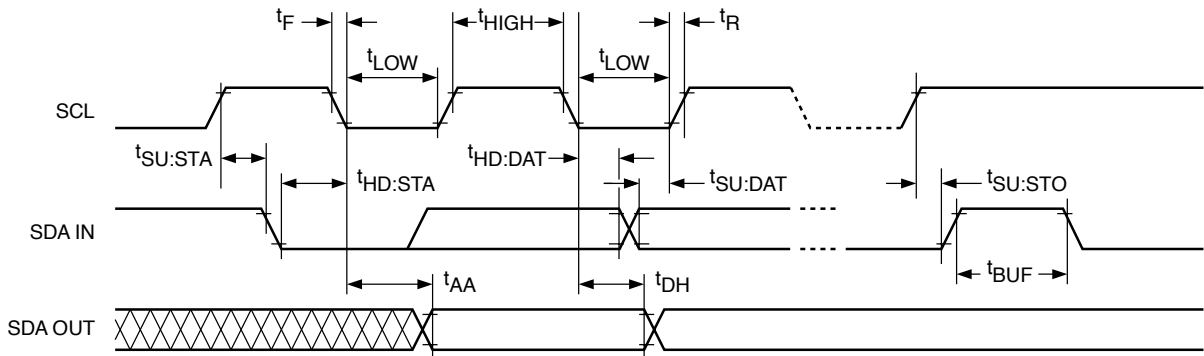 tF
tHIGH
tR
tLOW
tLOW
SCL
tSU:STA
tHD:STA
tHD:DAT
tSU:DAT
tSU:STO
SDA IN
tAA
tDH
tBUF
SDA OUT